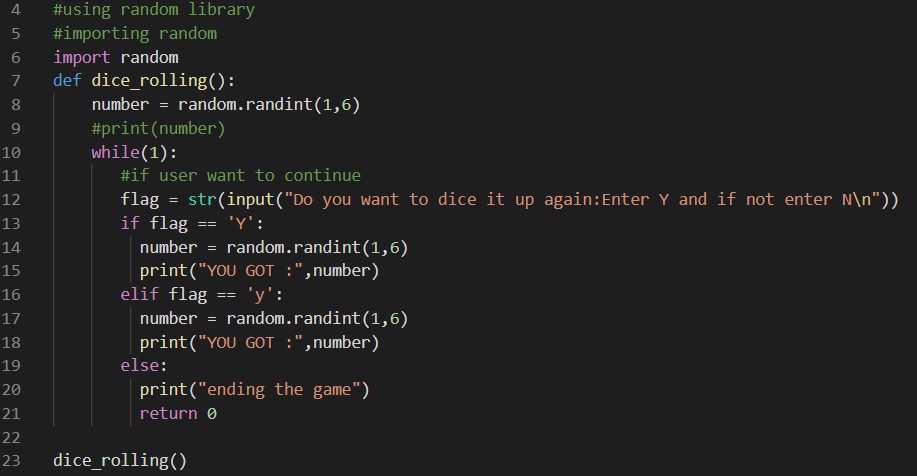 4 #using random library
5 #importing random
6 import random
7 def dice_rolling():
8     number = random.randint(1,6)
9     #print(number)
10     while(1):
11        #if user want to continue
12        flag = str(input("Do you want to dice it up again:Enter Y and if not enter N\n"))
13        if flag == 'Y':
14          number = random.randint(1,6)
15          print("YOU GOT :",number)
16        elif flag == 'y':
17          number = random.randint(1,6)
18          print("YOU GOT :",number)
19        else:
20          print("ending the game")
21          return 0
22
23 dice_rolling()